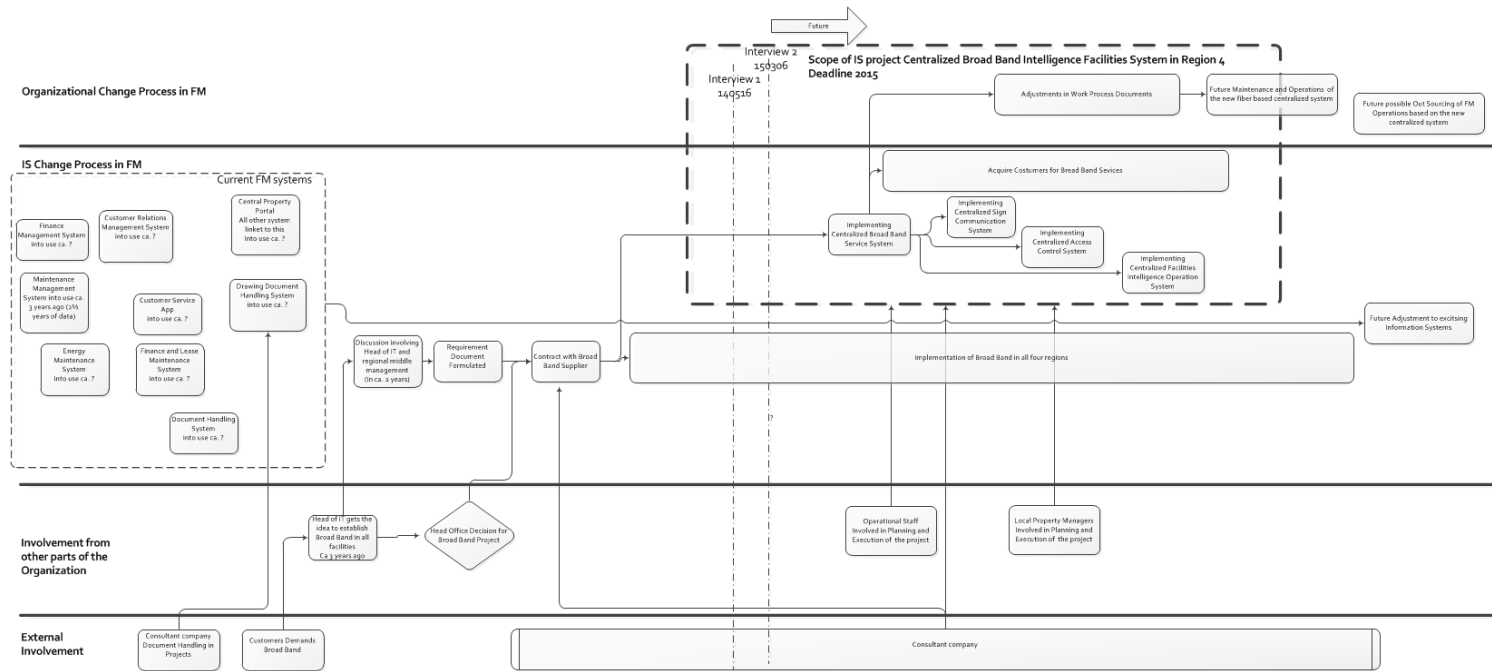 Future
Interview 2
150306
Interview 1
140516
Scope of IS project Centralized Broad Band Intelligence Facilities System in Region 4
Deadline 2015
Organizational Change Process in FM
Adjustments in Work Process Documents
Future Maintenance and Operations of
the new fiber based centralized system
Future possible Out Sourcing of FM
Operations based on the new
centralized system
IS Change Process in FM
Current FM systems
Finance
Management System
into use ca. ?
Customer Relations
Management System
into use ca. ?
Central Property
Portal
All other system
linket to this
Into use ca. ?
Maintenance
Management
System into use ca.
3 years ago (2½
years of data)
Customer Service
App
into use ca. ?
Drawing Document
Handling System
into use ca. ?
Energy
Maintenance
System
into use ca. ?
Finance and Lease
Maintenance
System
into use ca. ?
Document Handling
System
into use ca. ?
Discussion involving
Head of IT and
regional middle
management
(In ca. 2 years)
Requirement
Document
Formulated
Contract with Broad
Band Supplier
Acquire Costumers for Bread Band Sevices
Implementing
Centralized Broad Band
Service System
Implementing
Centralized Sign
Communication
System
Implementing
Centralized Access
Control System
Implementing
Centralized Facilities
Intelligence Operation
System
Future Adjustment to excitsing
Information Systems
Implementation of Broad Band in all four regions
?
Involvement from
other parts of the
Organization
Head of IT gets the
idea to establish
Broad Band in all
facilities
Ca 3 years ago
Head Office Decision for
Broad Band Project
Operational Staff
Involved in Planning and
Execution of the project
Local Property Managers
Involved in Planning and
Execution of the project
External
Involvement
Consultant company
Document Handling in
Projects
Customers Demands
Broad Band
Consultant company